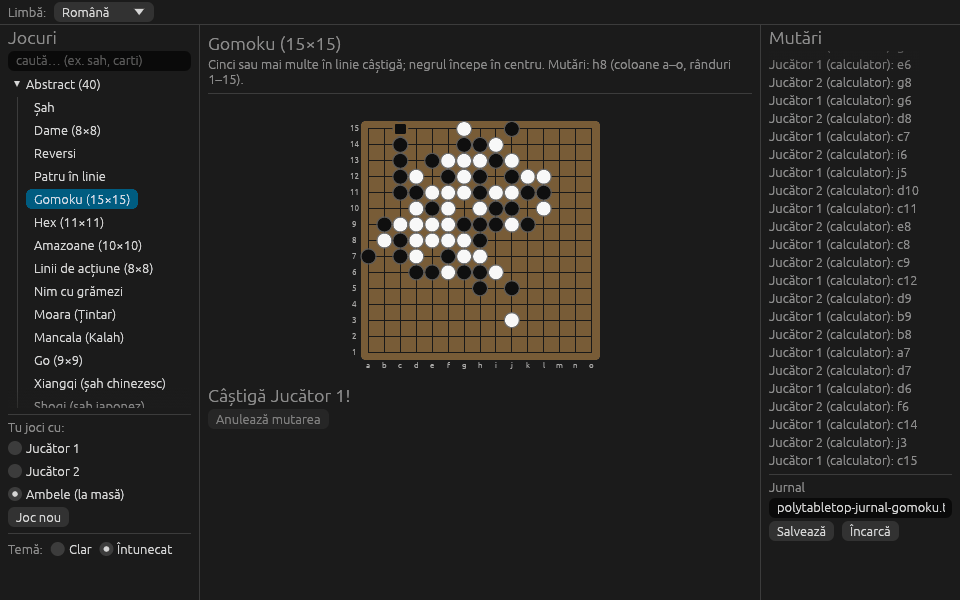 Limbă: Română
Jocuri
caută... (ex. sah, carti)
Abstract (40)
Șah
Dame (8×8)
Reversi
Patru în linie
Gomoku (15×15)
Hex (11×11)
Amazoane (10×10)
Linii de acțiune (8×8)
Nim cu grămezi
Moara (Țintar)
Mancala (Kalah)
Go (9×9)
Xiangqi (șah chinezesc)
Shogi (șah japonez)
Tu joci cu:
Jucător 1
Jucător 2
Ambele (la masă)
Joc nou
Temă: Clar Întunecat
Gomoku (15×15)
Cinci sau mai multe în linie câștigă; negrul începe în centru. Mutări: h8 (coloane a–o, rânduri
1–15).
15
14
13
12
11
10
9
8
7
6
5
4
3
2
1
a b c d e f g h i j k l m n o
Câștigă Jucător 1!
Anulează mutarea
Mutări
Jucător 1 (calculator): e6
Jucător 2 (calculator): g8
Jucător 1 (calculator): g6
Jucător 2 (calculator): d8
Jucător 1 (calculator): c7
Jucător 2 (calculator): i6
Jucător 1 (calculator): j5
Jucător 2 (calculator): d10
Jucător 1 (calculator): c11
Jucător 2 (calculator): e8
Jucător 1 (calculator): c8
Jucător 2 (calculator): c9
Jucător 1 (calculator): c12
Jucător 2 (calculator): d9
Jucător 1 (calculator): b9
Jucător 2 (calculator): b8
Jucător 1 (calculator): a7
Jucător 2 (calculator): d7
Jucător 1 (calculator): d6
Jucător 2 (calculator): f6
Jucător 1 (calculator): c14
Jucător 2 (calculator): j3
Jucător 1 (calculator): c15
Jurnal
polytabletop-jurnal-gomoku.t
Salvează Încarcă